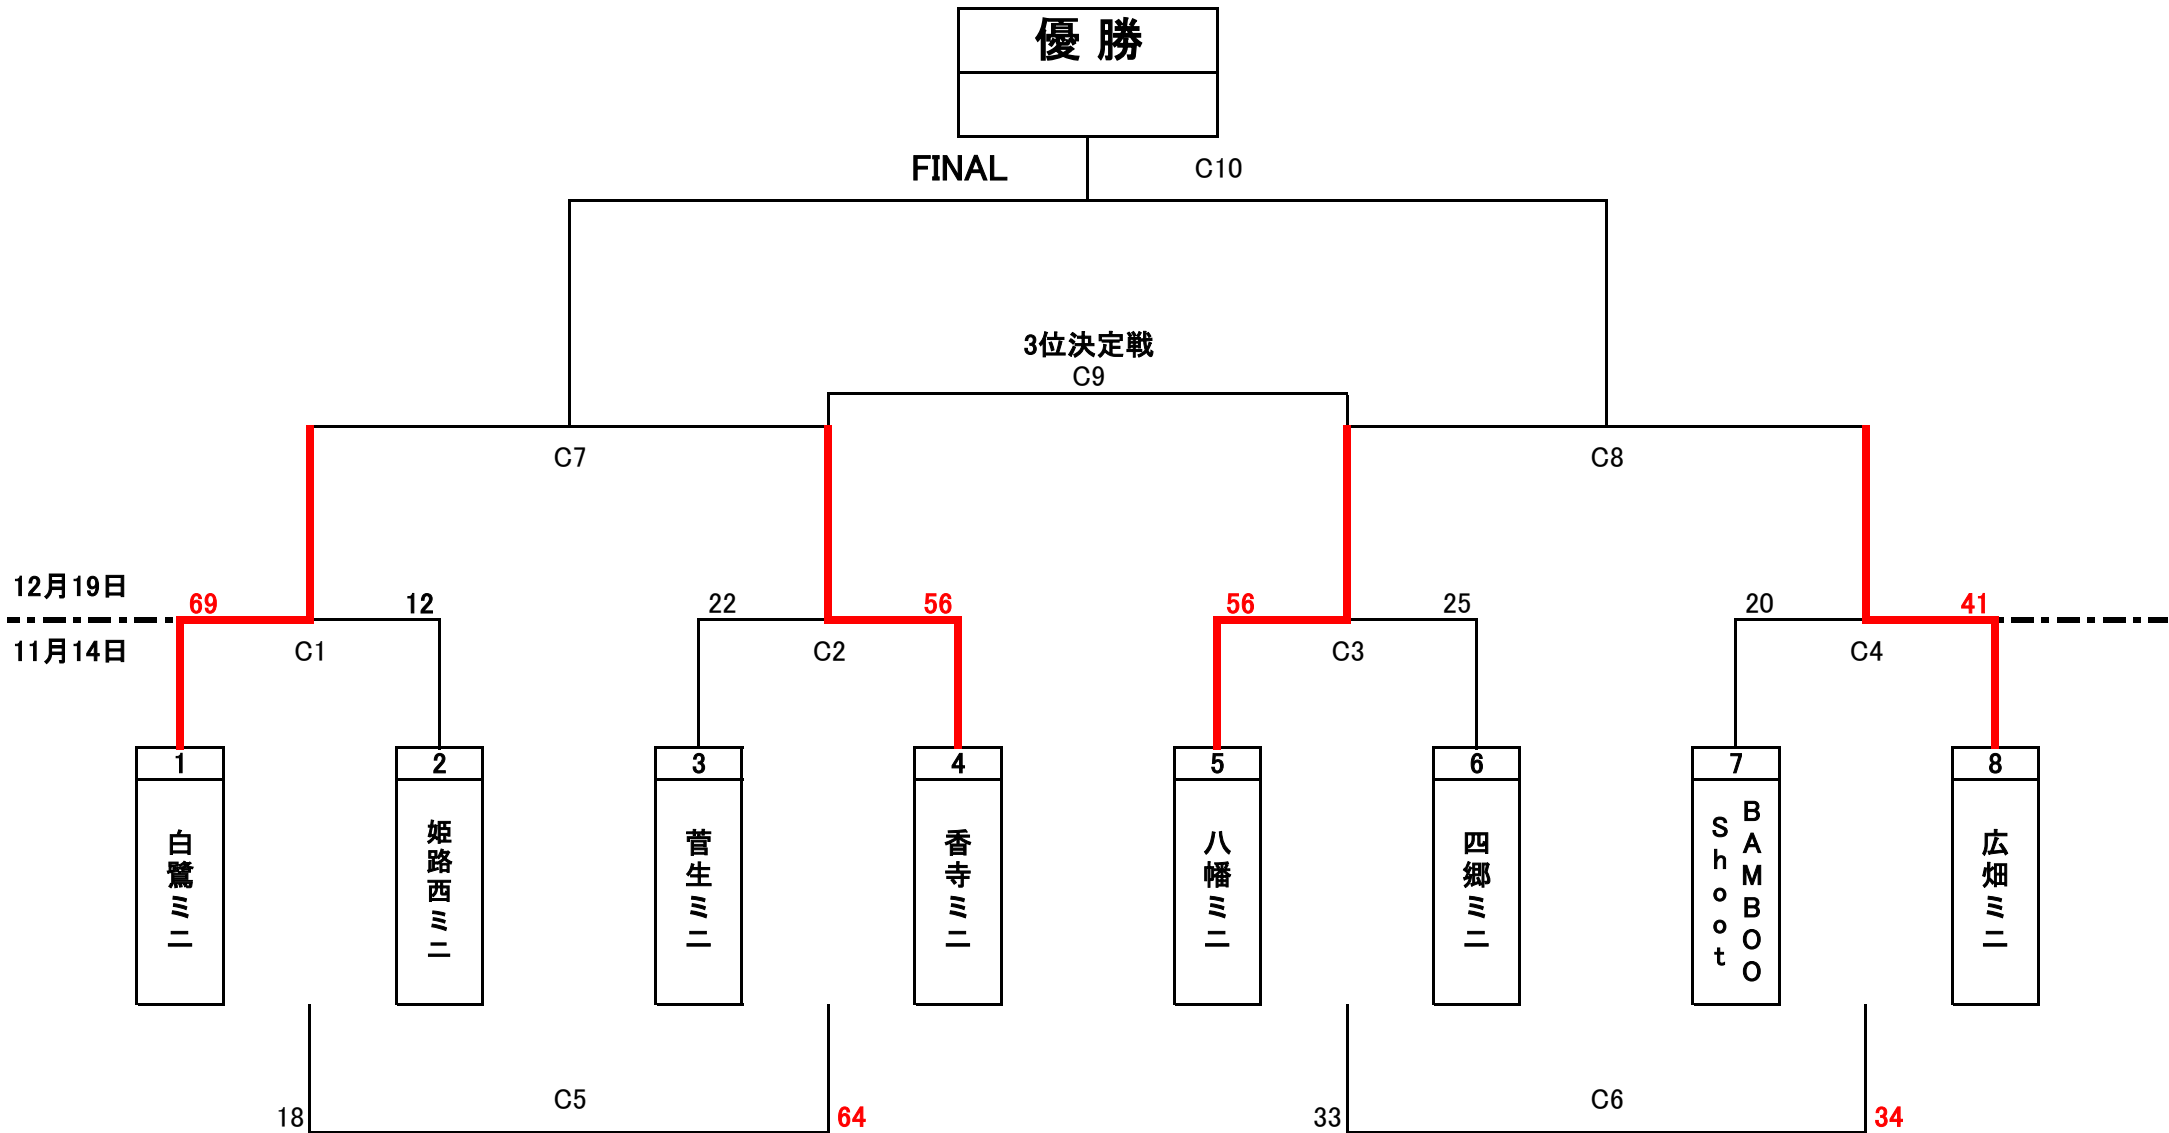 優勝
FINAL
C10
3位決定戦
C9
C7
C8
12月19日
69
12
22
56
56
25
20
41
11月14日
C1
C2
C3
C4
1
2
3
4
5
6
7
8
白鷺ミニ
姫路西ミニ
菅生ミニ
香寺ミニ
八幡ミニ
四郷ミニ
BAMBOO
Shoot
広畑ミニ
C5
C6
18
64
33
34